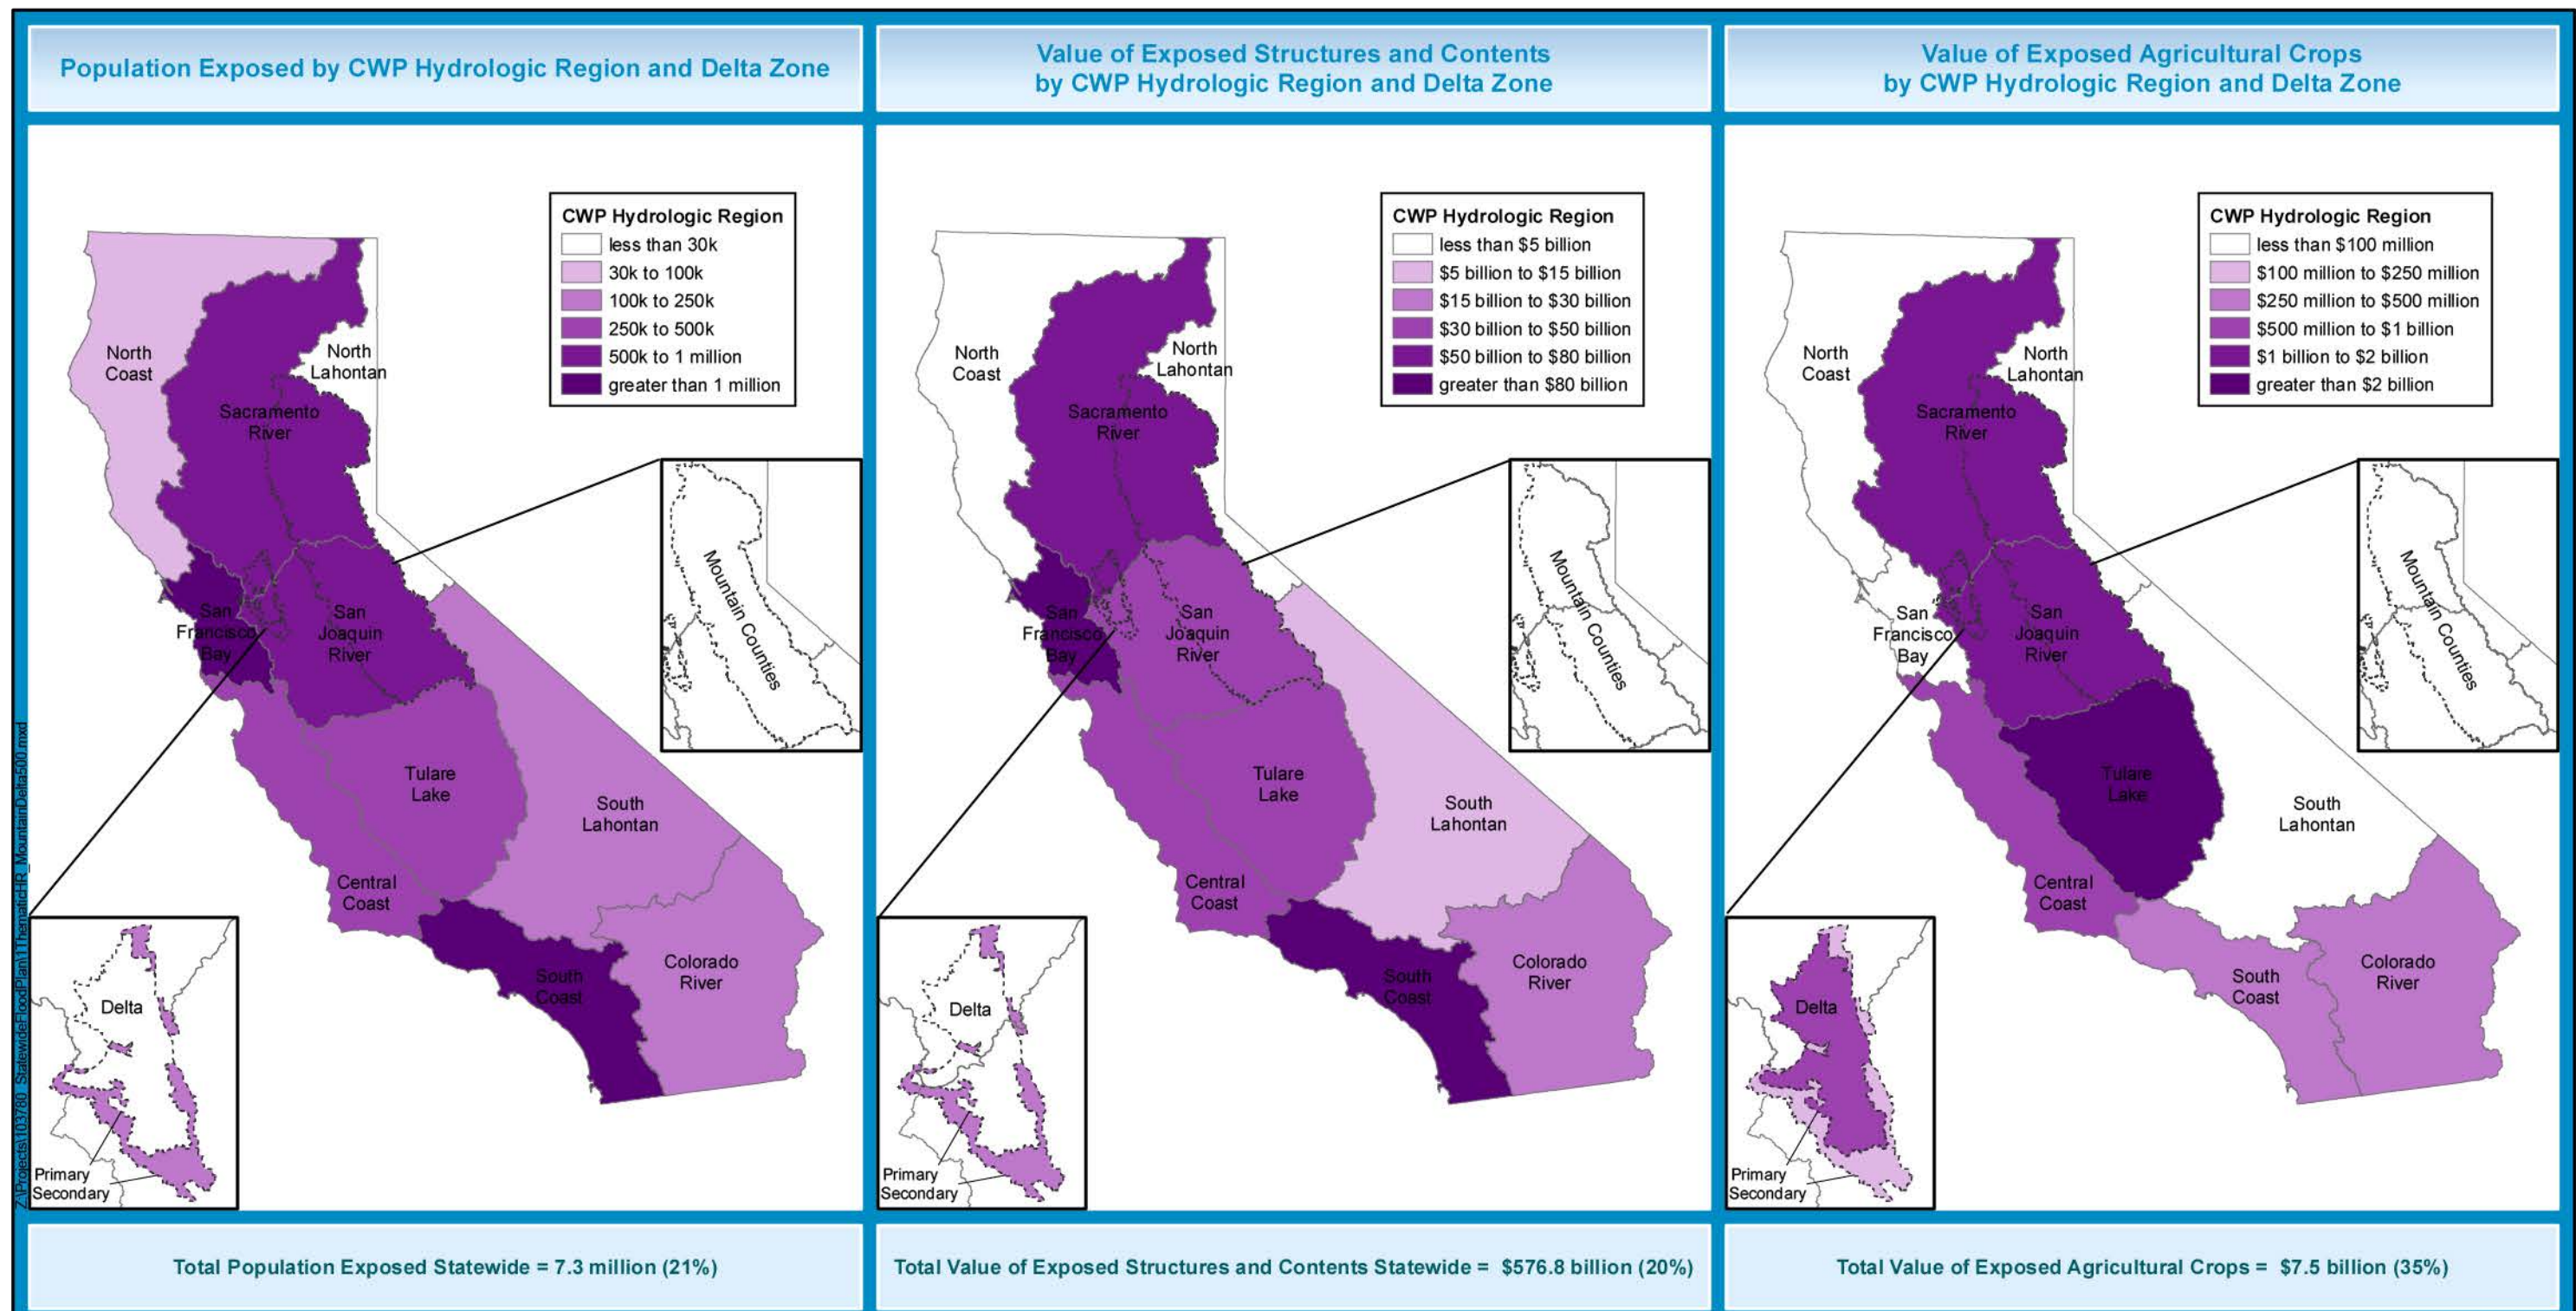 Population Exposed by CWP Hydrologic Region and Delta Zone
CWP Hydrologic Region
less than 30k
30k to 100k
100k to 250k
250k to 500k
500k to 1 million
greater than 1 million
North
Coast
North
Lahontan
Sacramento
River
San
Francisco
Bay
San
Joaquin
River
Mountain Counties
Tulare
Lake
South
Lahontan
Central
Coast
South
Coast
Colorado
River
Delta
Primary
Secondary
Z:\Projects\103780_StatewideFloodPlan\1ThematicHR_MountainDelta500.mxd
Total Population Exposed Statewide = 7.3 million (21%)
Value of Exposed Structures and Contents
by CWP Hydrologic Region and Delta Zone
CWP Hydrologic Region
less than $5 billion
$5 billion to $15 billion
$15 billion to $30 billion
$30 billion to $50 billion
$50 billion to $80 billion
greater than $80 billion
North
Coast
North
Lahontan
Sacramento
River
San
Francisco
Bay
San
Joaquin
River
Mountain Counties
Tulare
Lake
South
Lahontan
Central
Coast
South
Coast
Colorado
River
Delta
Primary
Secondary
Total Value of Exposed Structures and Contents Statewide = $576.8 billion (20%)
Value of Exposed Agricultural Crops
by CWP Hydrologic Region and Delta Zone
CWP Hydrologic Region
less than $100 million
$100 million to $250 million
$250 million to $500 million
$500 million to $1 billion
$1 billion to $2 billion
greater than $2 billion
North
Coast
North
Lahontan
Sacramento
River
San
Francisco
Bay
San
Joaquin
River
Mountain Counties
Tulare
Lake
South
Lahontan
Central
Coast
South
Coast
Colorado
River
Delta
Primary
Secondary
Total Value of Exposed Agricultural Crops = $7.5 billion (35%)